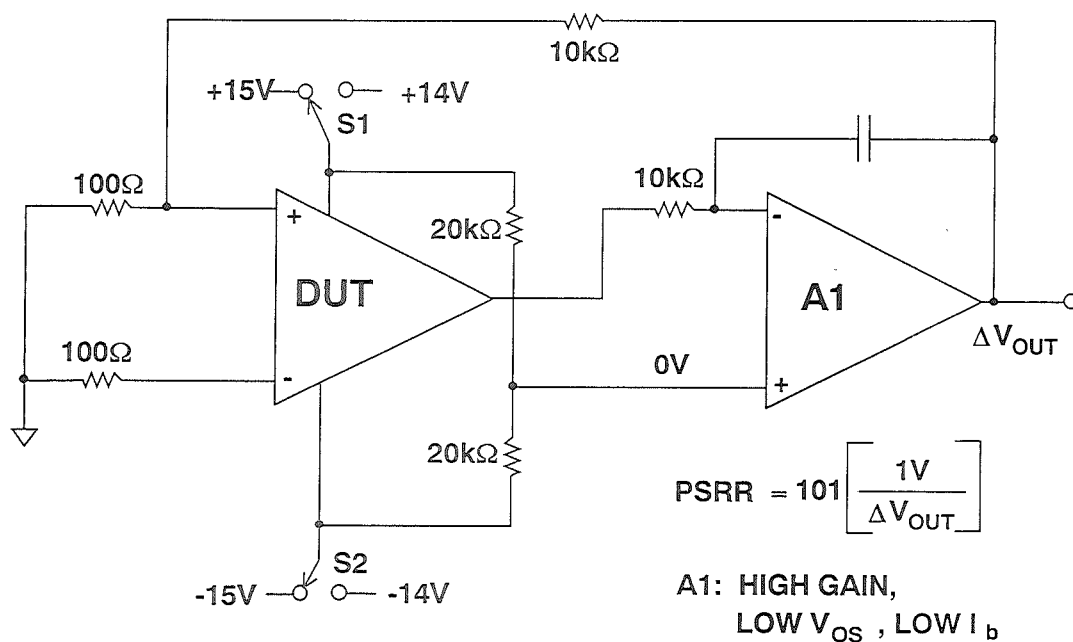 10kΩ
+15V
+14V
S1
100Ω
10kΩ
+
20kΩ
-
DUT
A1
100Ω
ΔV_OUT
0V
-
+
20kΩ
PSRR = 101 [ 1V / ΔV_OUT ]
S2
-15V
-14V
A1: HIGH GAIN,
LOW V_OS , LOW I_b